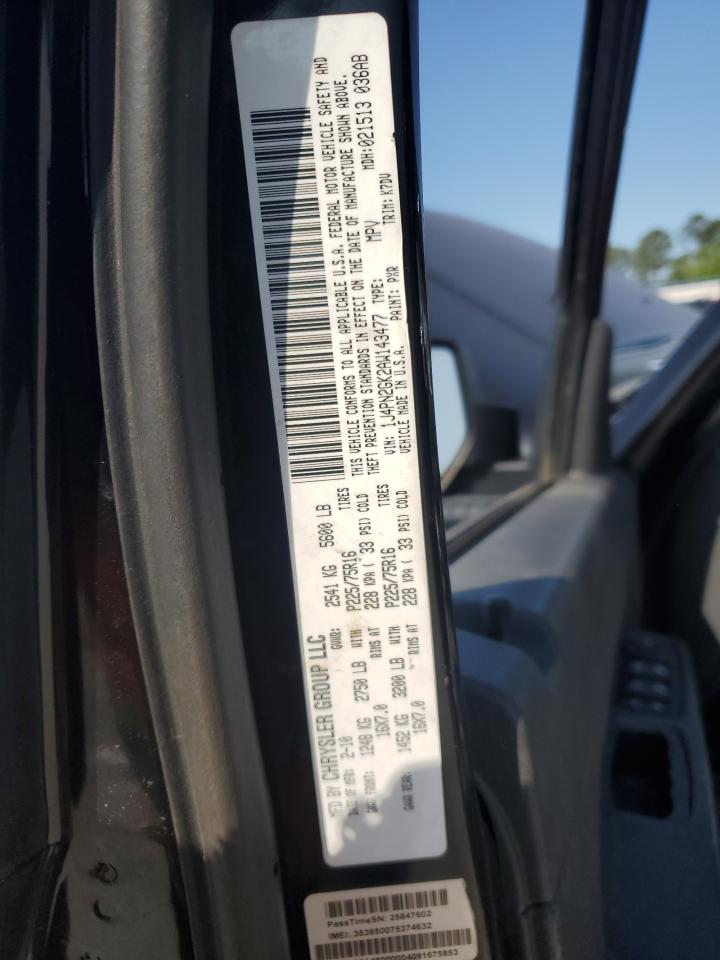 MFD BY CHRYSLER GROUP LLC
DATE OF MFR: 2-10 GVWR: 2541 KG 5600 LB
GAWR FRONT: 1248 KG 2750 LB WITH P225/75R16 TIRES
16X7.0 RIMS AT 228 KPA ( 33 PSI) COLD
GAWR REAR: 1452 KG 3200 LB WITH P225/75R16 TIRES
16X7.0 RIMS AT 228 KPA ( 33 PSI) COLD
THIS VEHICLE CONFORMS TO ALL APPLICABLE U.S.A. FEDERAL MOTOR VEHICLE SAFETY AND
THEFT PREVENTION STANDARDS IN EFFECT ON THE DATE OF MANUFACTURE SHOWN ABOVE.
VIN: 1J4PN2GK2AW143477 TYPE: MPV MDH:021513 036AB
VEHICLE MADE IN U.S.A. PAINT: PXR TRIM: K7DV
PassTimeSN: 25847602
IMEI: 353650075374632